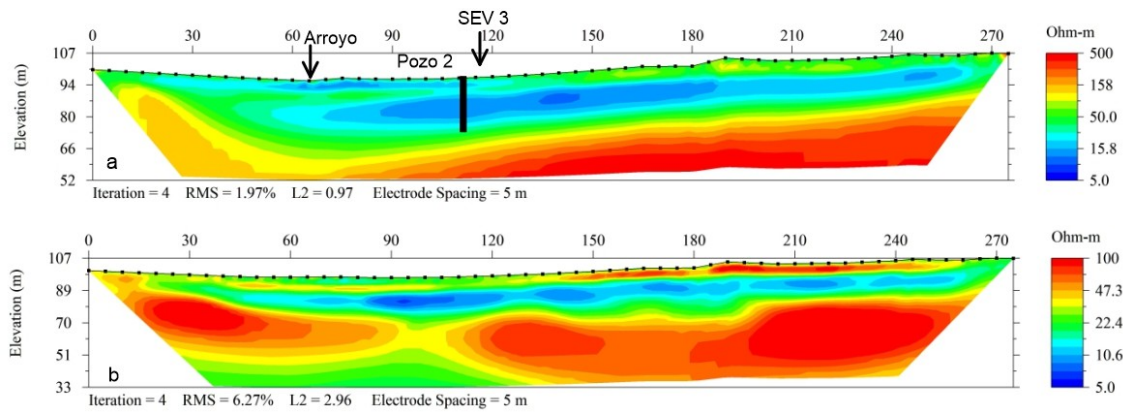 SEV 3
Arroyo
Pozo 2
0 30 60 90 120 150 180 210 240 270
Ohm-m
107 500
94 158
80 50.0
66 15.8
52 5.0
Elevation (m)
a
Iteration = 4 RMS = 1.97% L2 = 0.97 Electrode Spacing = 5 m
0 30 60 90 120 150 180 210 240 270
Ohm-m
107 100
89 47.3
70 22.4
51 10.6
33 5.0
Elevation (m)
b
Iteration = 4 RMS = 6.27% L2 = 2.96 Electrode Spacing = 5 m